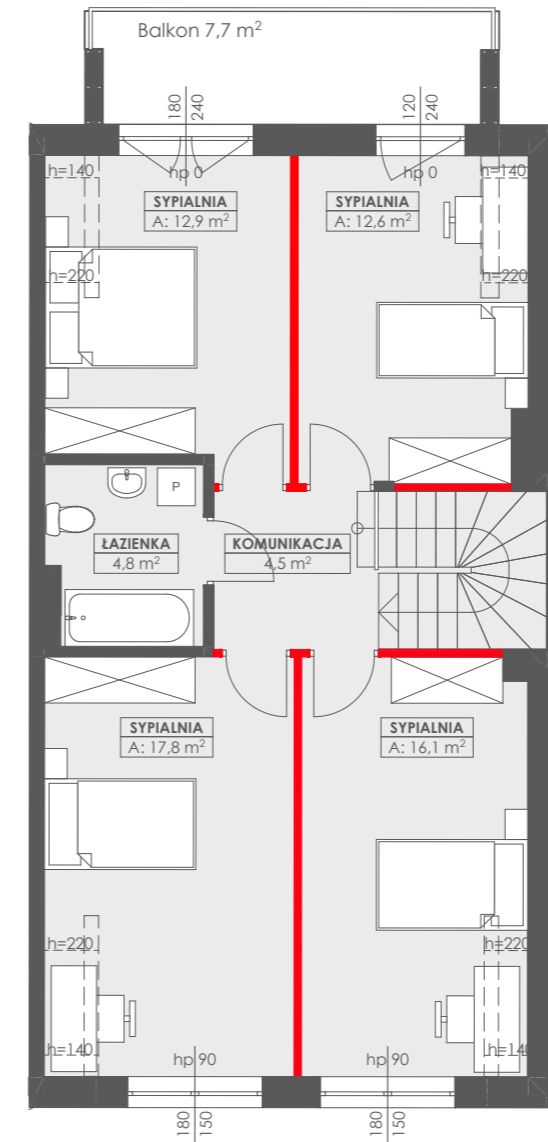 Balkon 7,7 m²
180
240
120
240
hp 0
hp 0
h=140
h=140
SYPIALNIA
A: 12,9 m²
SYPIALNIA
A: 12,6 m²
h=220
h=220
P
ŁAZIENKA
4,8 m²
KOMUNIKACJA
4,5 m²
SYPIALNIA
A: 17,8 m²
SYPIALNIA
A: 16,1 m²
h=220
h=220
h=140
h=140
hp 90
hp 90
180
150
180
150